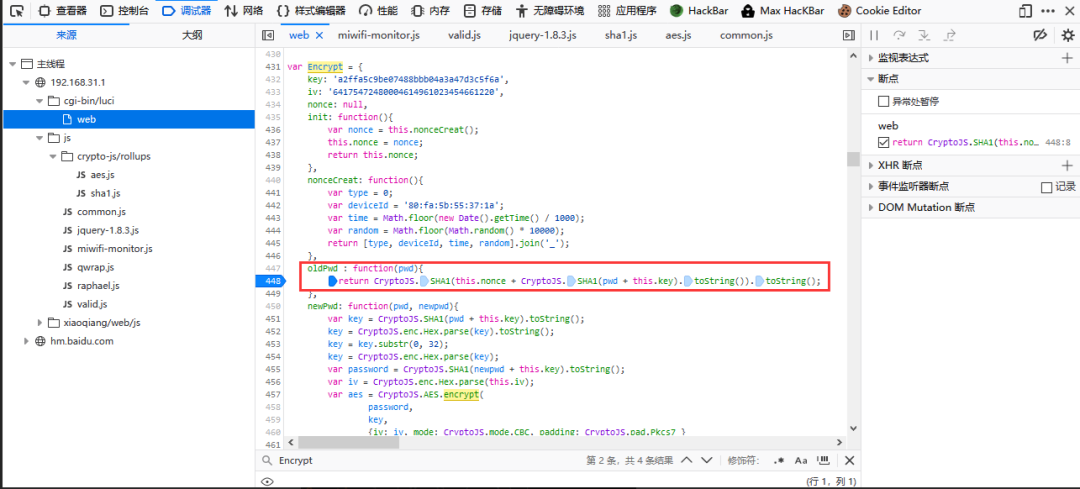 查看器 控制台 调试器 网络 {} 样式编辑器 性能 内存 存储 无障碍环境 应用程序 HackBar Max HacKBar Cookie Editor
来源 大纲
web miwifi-monitor.js valid.js jquery-1.8.3.js sha1.js aes.js common.js
主线程
192.168.31.1
cgi-bin/luci
web
js
crypto-js/rollups
JS aes.js
JS sha1.js
JS common.js
JS jquery-1.8.3.js
JS miwifi-monitor.js
JS qwrap.js
JS raphael.js
JS valid.js
xiaoqiang/web/js
hm.baidu.com
430
431 var Encrypt = {
432 key: 'a2ffa5c9be07488bbb04a3a47d3c5f6a',
433 iv: '64175472480004614961023454661220',
434 nonce: null,
435 init: function(){
436 var nonce = this.nonceCreat();
437 this.nonce = nonce;
438 return this.nonce;
439 },
440 nonceCreat: function(){
441 var type = 0;
442 var deviceId = '80:fa:5b:55:37:1a';
443 var time = Math.floor(new Date().getTime() / 1000);
444 var random = Math.floor(Math.random() * 10000);
445 return [type, deviceId, time, random].join('_');
446 },
447 oldPwd : function(pwd){
448 return CryptoJS.SHA1(this.nonce + CryptoJS.SHA1(pwd + this.key).toString()).toString();
449 },
450 newPwd: function(pwd, newpwd){
451 var key = CryptoJS.SHA1(pwd + this.key).toString();
452 key = CryptoJS.enc.Hex.parse(key).toString();
453 key = key.substr(0, 32);
454 key = CryptoJS.enc.Hex.parse(key);
455 var password = CryptoJS.SHA1(newpwd + this.key).toString();
456 var iv = CryptoJS.enc.Hex.parse(this.iv);
457 var aes = CryptoJS.AES.encrypt(
458 password,
459 key,
460 {iv: iv, mode: CryptoJS.mode.CBC, padding: CryptoJS.pad.Pkcs7 }
461
Encrypt 第 2 条，共 4 条结果 修饰符: .* Aa
(行 1，列 1)
监视表达式
断点
异常处暂停
web
return CryptoJS.SHA1(this.no… 448:8
XHR 断点
事件监听器断点 记录
DOM Mutation 断点